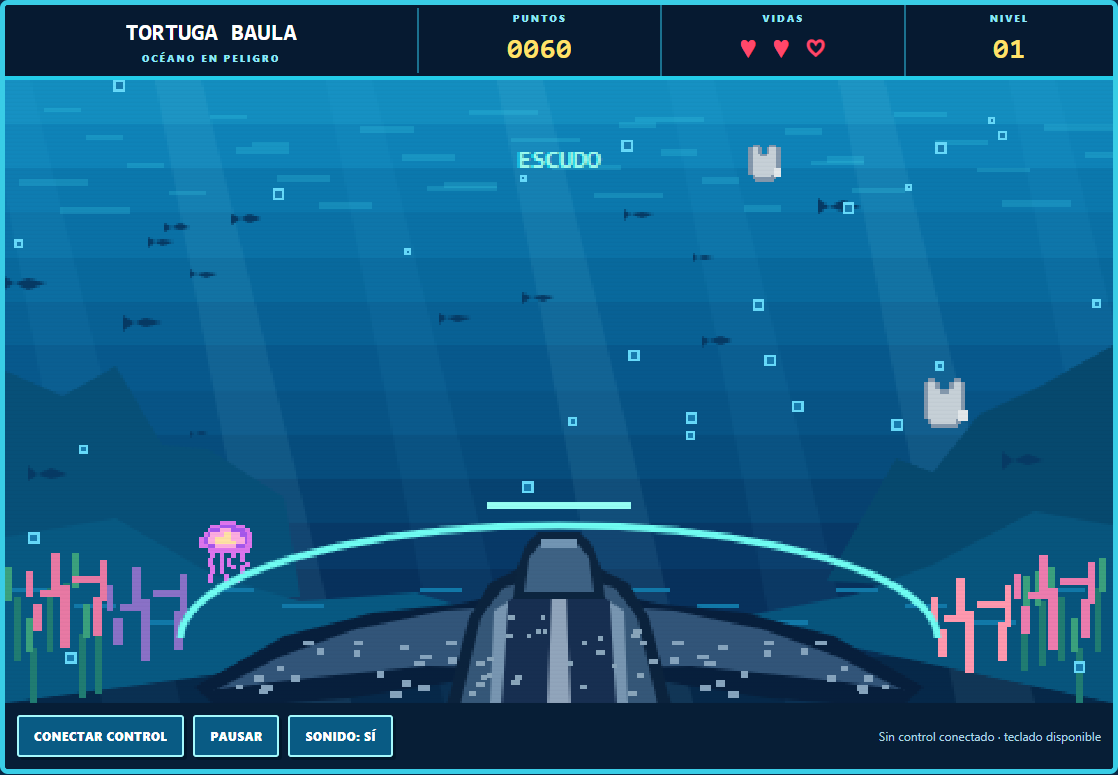 TORTUGA BAULA
OCÉANO EN PELIGRO
PUNTOS
0060
VIDAS
NIVEL
01
ESCUDO
CONECTAR CONTROL
PAUSAR
SONIDO: SÍ
Sin control conectado · teclado disponible